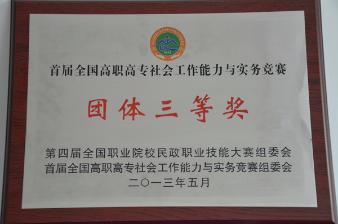 首届全国高职高专社会工作能力与实务竞赛
团体三等奖
第四届全国职业院校民政职业技能大赛组委会
首届全国高职高专社会工作能力与实务竞赛组委会
二〇一三年五月